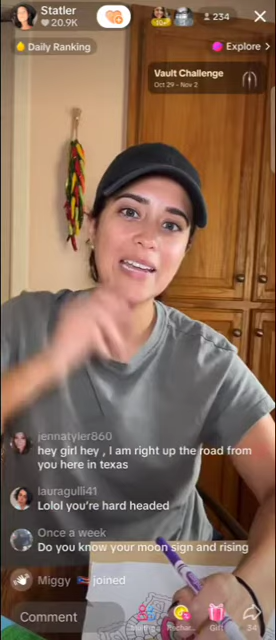 Statler
20.9K
234
Daily Ranking
Explore >
Vault Challenge
Oct 29 - Nov 2
jennatyler860
hey girl hey , I am right up the road from
you here in texas
lauragulli41
Lolol you're hard headed
Once a week
Do you know your moon sign and rising
Miggy joined
Comment
Gift
34